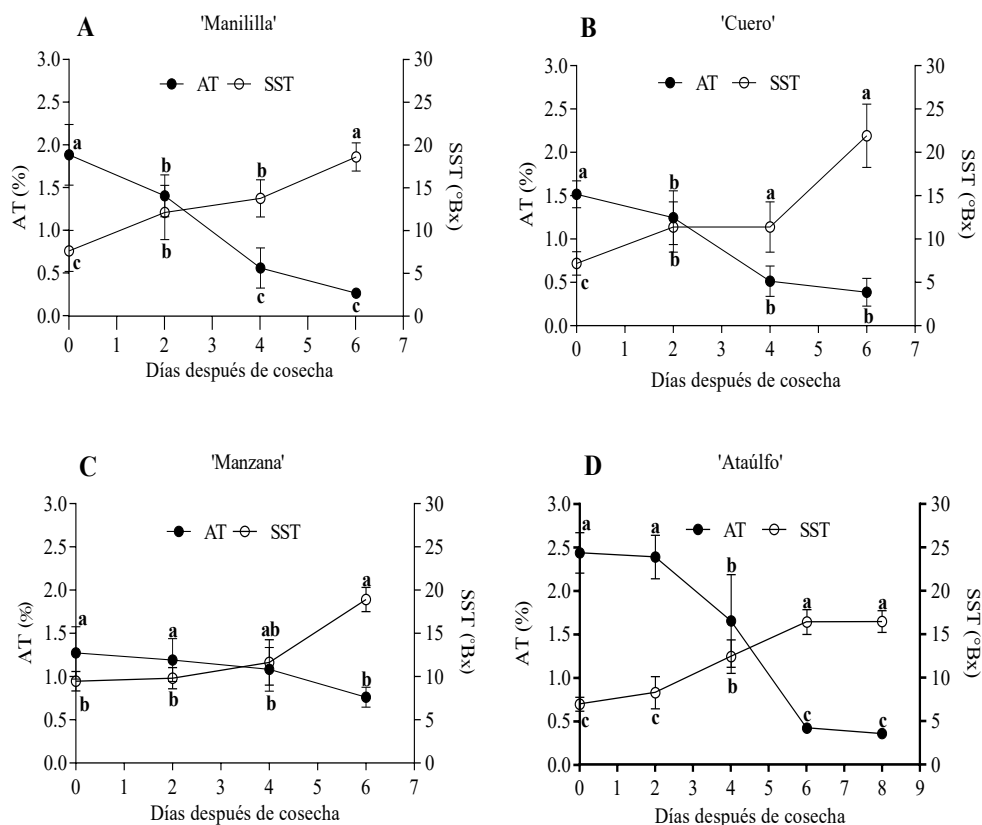 A
'Manililla'
3.0
2.5
2.0
1.5
1.0
0.5
0.0
AT (%)
AT SST
a
b
b
a
c
b
c
c
30
25
20
15
10
5
0
SST (°Bx)
0 1 2 3 4 5 6 7
Días después de cosecha
B
'Cuero'
3.0
2.5
2.0
1.5
1.0
0.5
0.0
AT (%)
AT SST
a
b
a
a
c
b
b
b
30
25
20
15
10
5
0
SST (°Bx)
0 1 2 3 4 5 6 7
Días después de cosecha
C
'Manzana'
3.0
2.5
2.0
1.5
1.0
0.5
0.0
AT (%)
AT SST
a
a
ab
a
b
b
b
b
30
25
20
15
10
5
0
SST (°Bx)
0 1 2 3 4 5 6 7
Días después de cosecha
D
'Ataúlfo'
3.0
2.5
2.0
1.5
1.0
0.5
0.0
AT (%)
AT SST
a
a
b
a
a
c
c
b
c
c
30
25
20
15
10
5
0
SST (°Bx)
0 1 2 3 4 5 6 7 8 9
Días después de cosecha